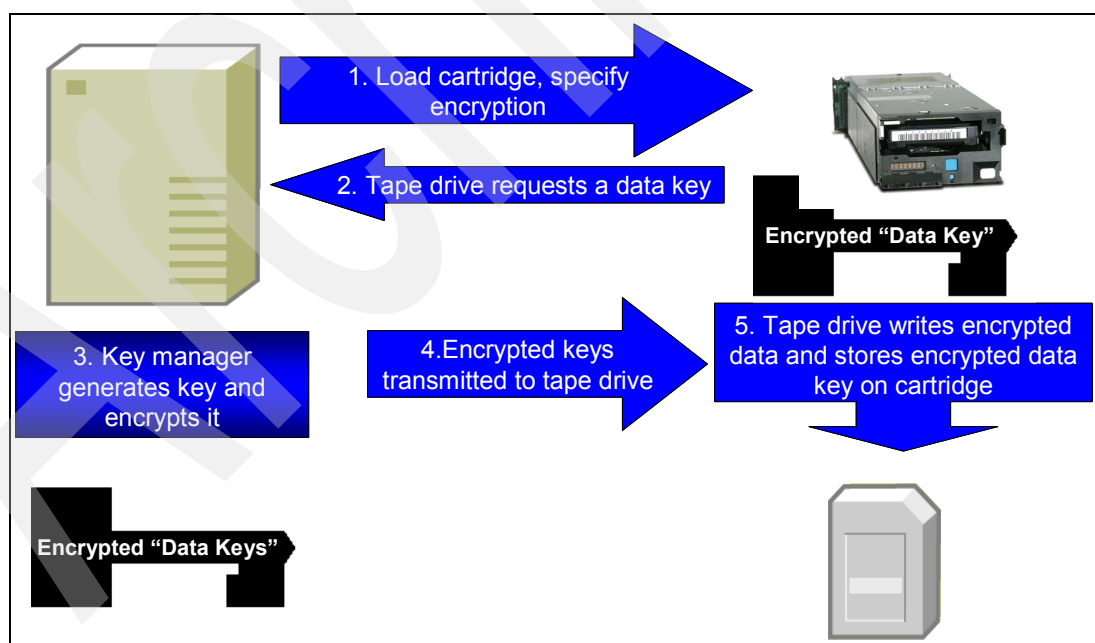 1. Load cartridge, specify
encryption
2. Tape drive requests a data key
Encrypted “Data Key”
3. Key manager
generates key and
encrypts it
4.Encrypted keys
transmitted to tape drive
5. Tape drive writes encrypted
data and stores encrypted data
key on cartridge
Encrypted “Data Keys”